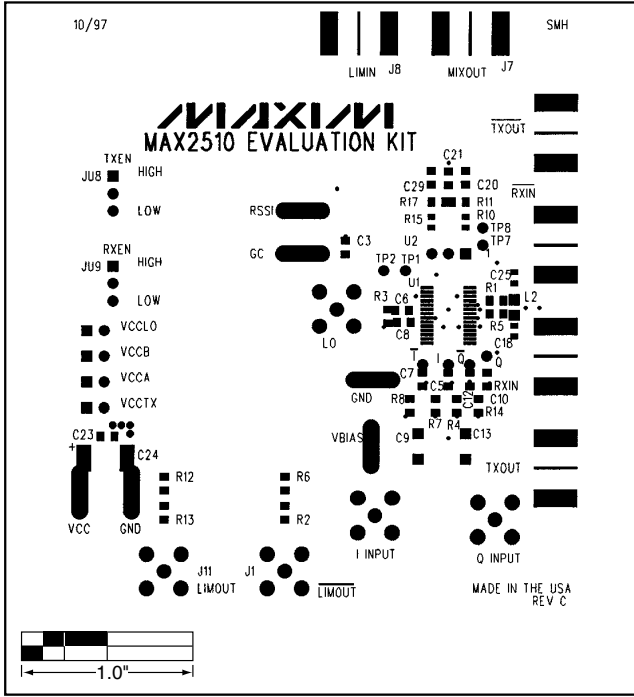 10/97
SMH
J8
J7
LIMIN
MIXOUT
MAXIM
MAX2510 EVALUATION KIT
TXOUT
TXEN
JU8
HIGH
LOW
C21
C29
C20
RXIN
R17
R11
RSSI
R15
R10
TP8
TP7
U2
C3
GC
1
RXEN
JU9
HIGH
LOW
TP2
TP1
U1
C25
R1
L2
R3
C6
C8
R5
LO
C18
VCCLO
VCCB
VCCA
VCCTX
I
I
Q
Q
C7
C5
C12
RXIN
GND
R8
C10
R14
R7
R4
C23
+
C24
VBIAS
C9
C13
TXOUT
R12
R6
VCC
GND
R13
R2
I INPUT
Q INPUT
J11
LIMOUT
J1
LIMOUT
MADE IN THE USA
REV C
1.0"